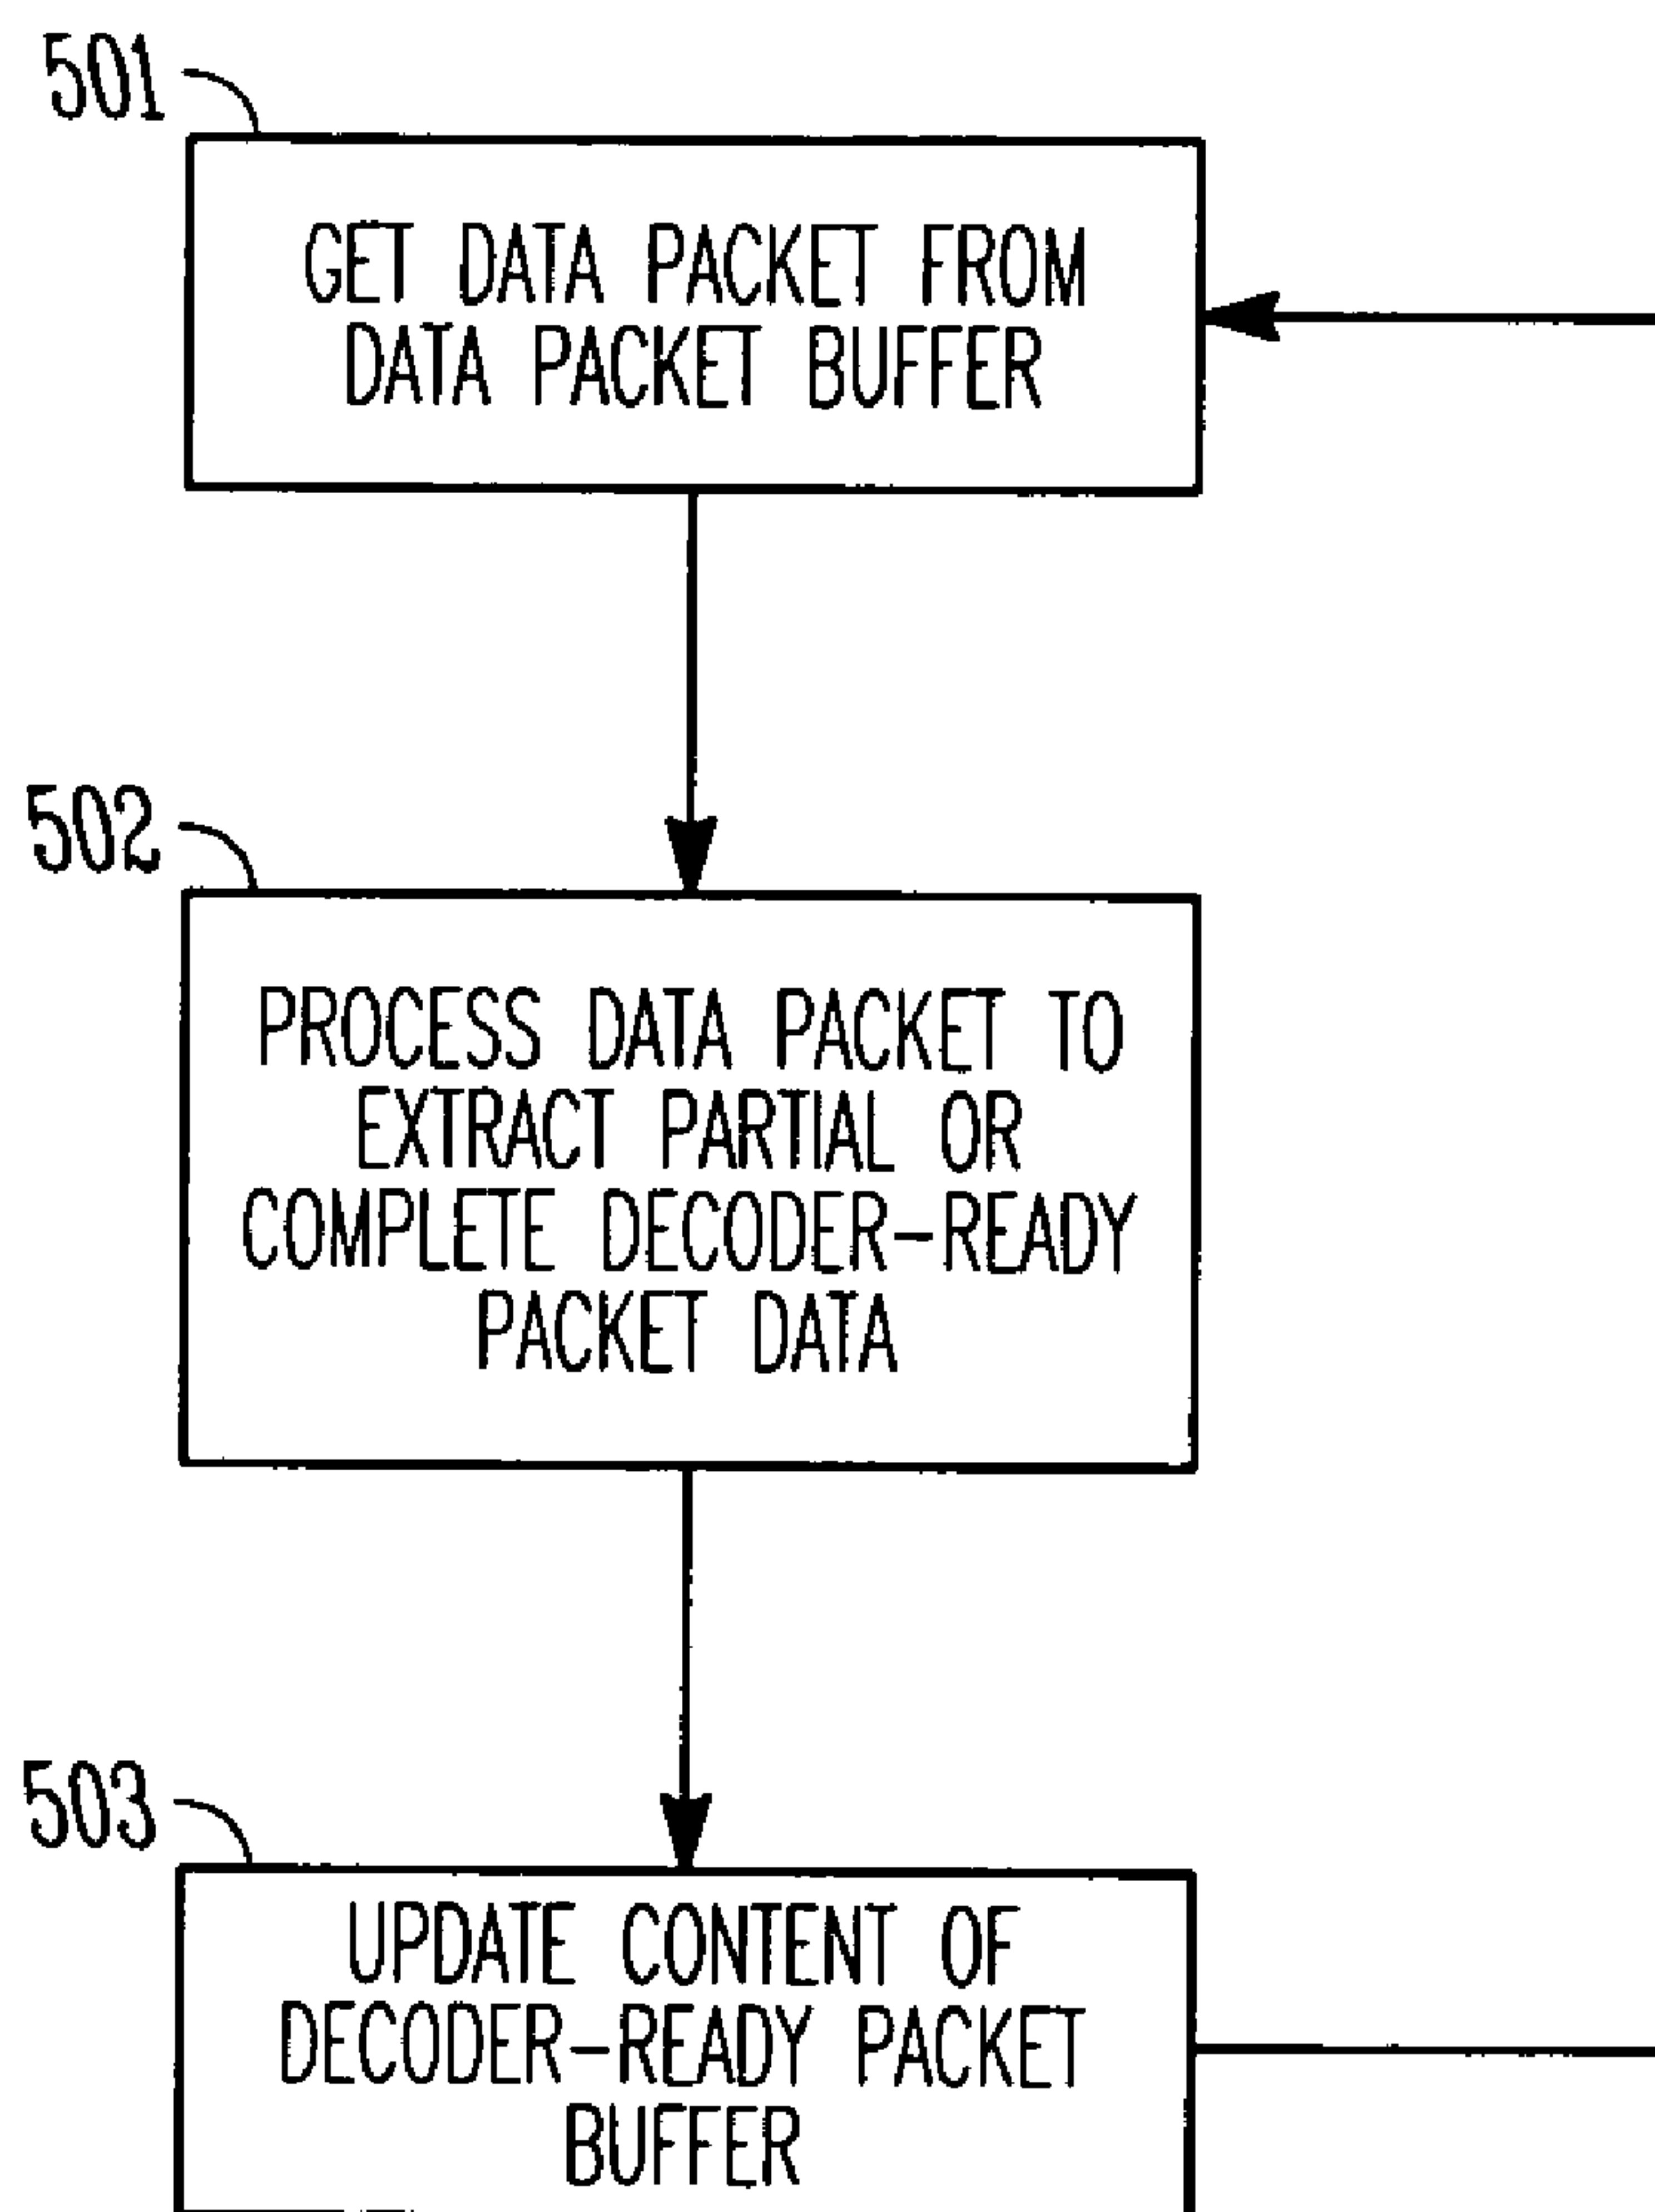 501
GET DATA PACKET FROM
DATA PACKET BUFFER
502
PROCESS DATA PACKET TO
EXTRACT PARTIAL OR
COMPLETE DECODER-READY
PACKET DATA
503
UPDATE CONTENT OF
DECODER-READY PACKET
BUFFER